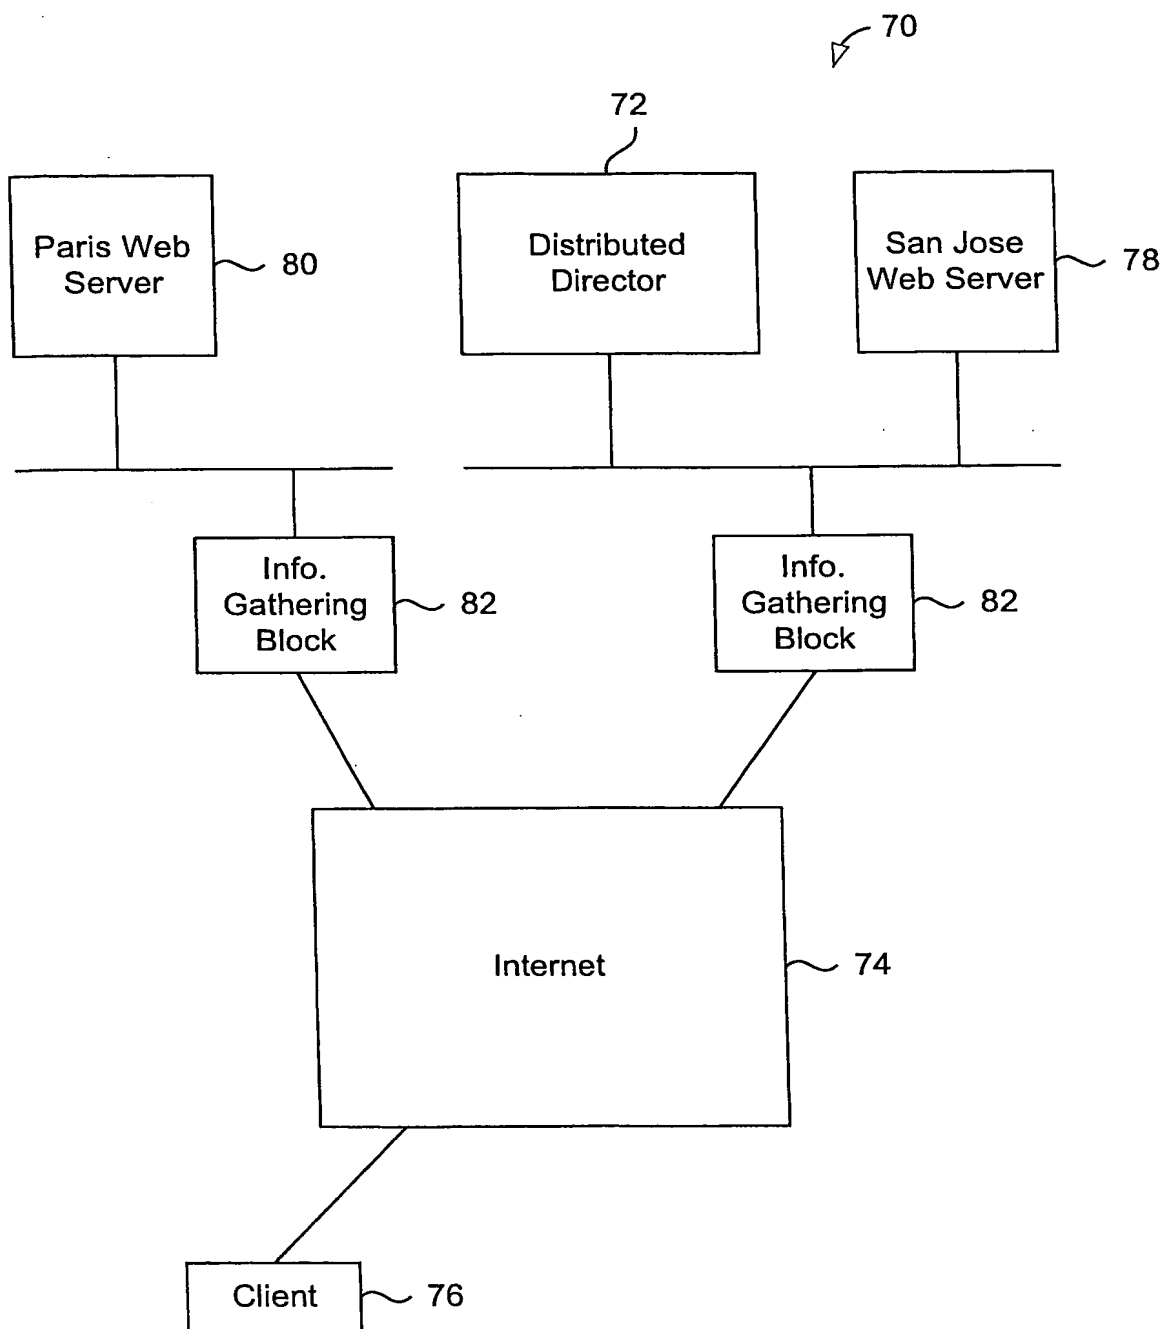 70
72
Paris Web
Server
80
Distributed
Director
San Jose
Web Server
78
Info.
Gathering
Block
82
Info.
Gathering
Block
82
Internet
74
Client
76